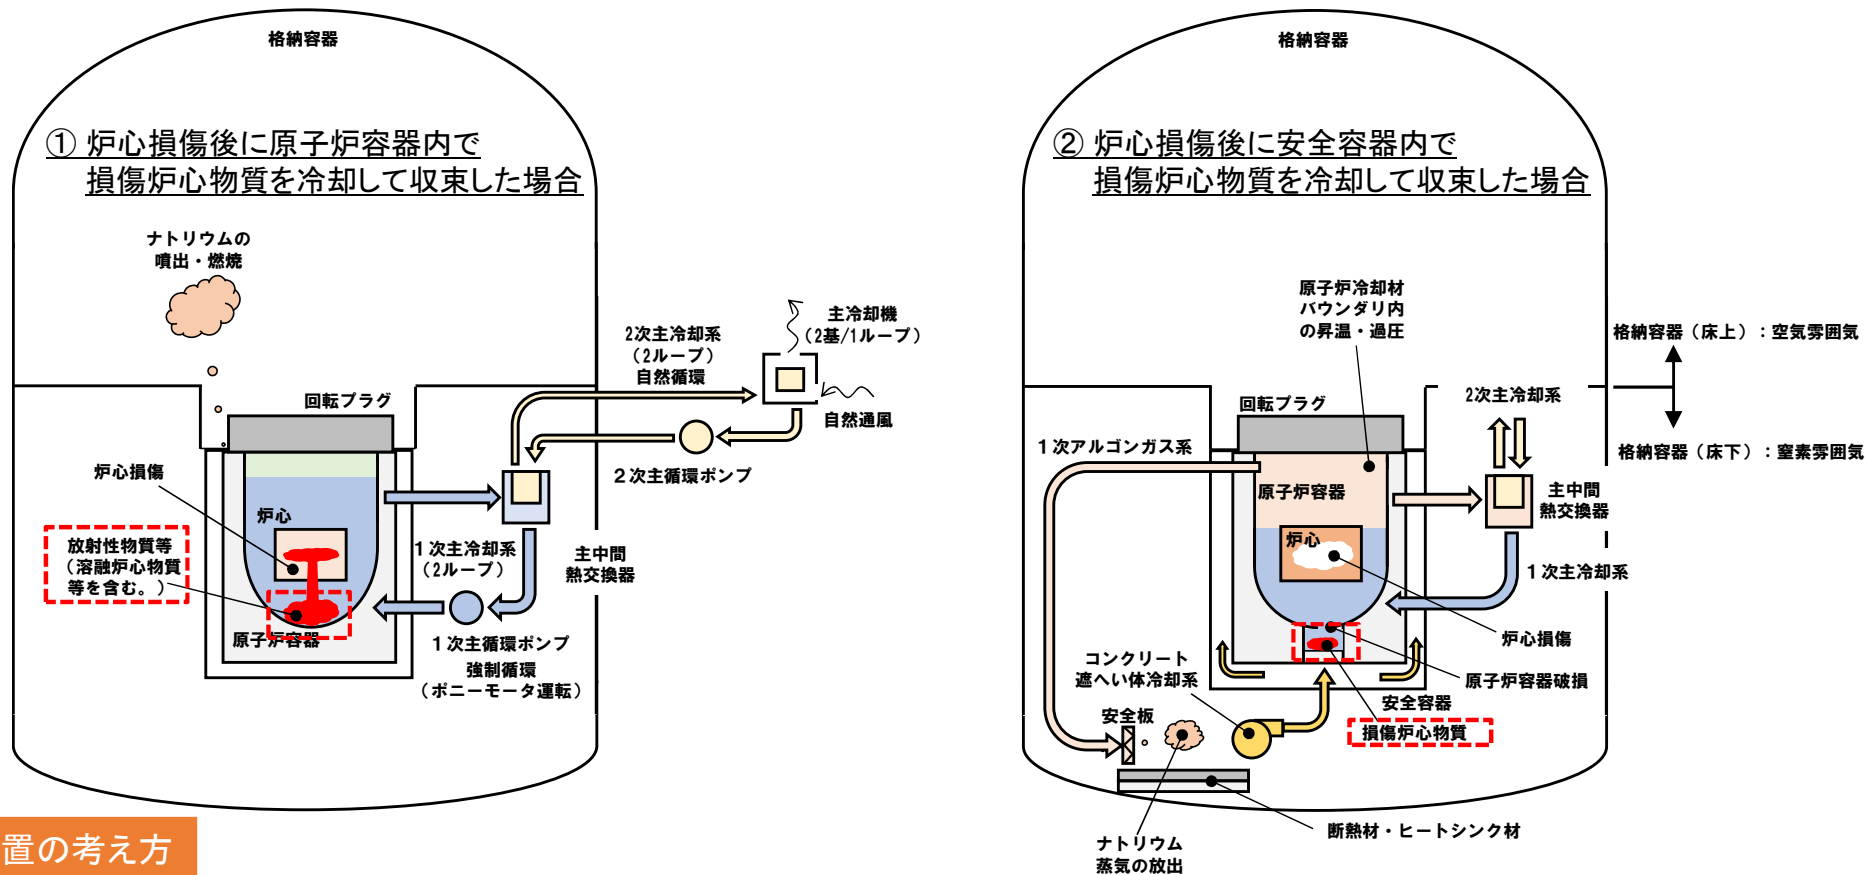 格納容器
① 炉心損傷後に原子炉容器内で
損傷炉心物質を冷却して収束した場合
ナトリウムの
噴出・燃焼
2次主冷却系
（2ループ）
自然循環
主冷却機
（2基/1ループ）
自然通風
回転プラグ
２次主循環ポンプ
炉心損傷
炉心
放射性物質等
（溶融炉心物質
等を含む。）
1次主冷却系
（2ループ）
主中間
熱交換器
原子炉容器
１次主循環ポンプ
強制循環
（ポニーモータ運転）
置の考え方
格納容器
② 炉心損傷後に安全容器内で
損傷炉心物質を冷却して収束した場合
原子炉冷却材
バウンダリ内
の昇温・過圧
格納容器（床上）：空気雰囲気
格納容器（床下）：窒素雰囲気
2次主冷却系
回転プラグ
１次アルゴンガス系
原子炉容器
主中間
熱交換器
炉心
１次主冷却系
炉心損傷
コンクリート
遮へい体冷却系
原子炉容器破損
安全容器
安全板
損傷炉心物質
断熱材・ヒートシンク材
ナトリウム
蒸気の放出